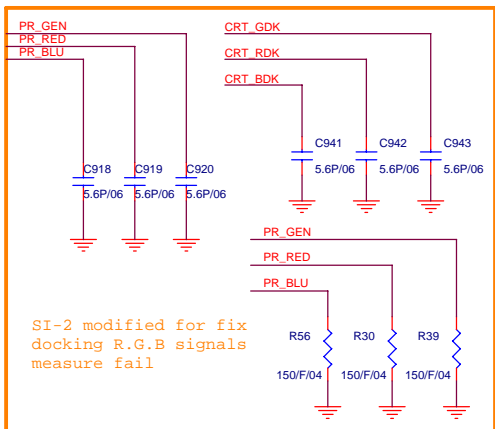 PR_GEN
PR_RED
PR_BLU
CRT_GDK
CRT_RDK
CRT_BDK
C918
C919
C920
5.6P/06
5.6P/06
5.6P/06
C941
C942
C943
5.6P/06
5.6P/06
5.6P/06
PR_GEN
PR_RED
PR_BLU
R56
R30
R39
150/F/04
150/F/04
150/F/04
SI-2 modified for fix
docking R.G.B signals
measure fail